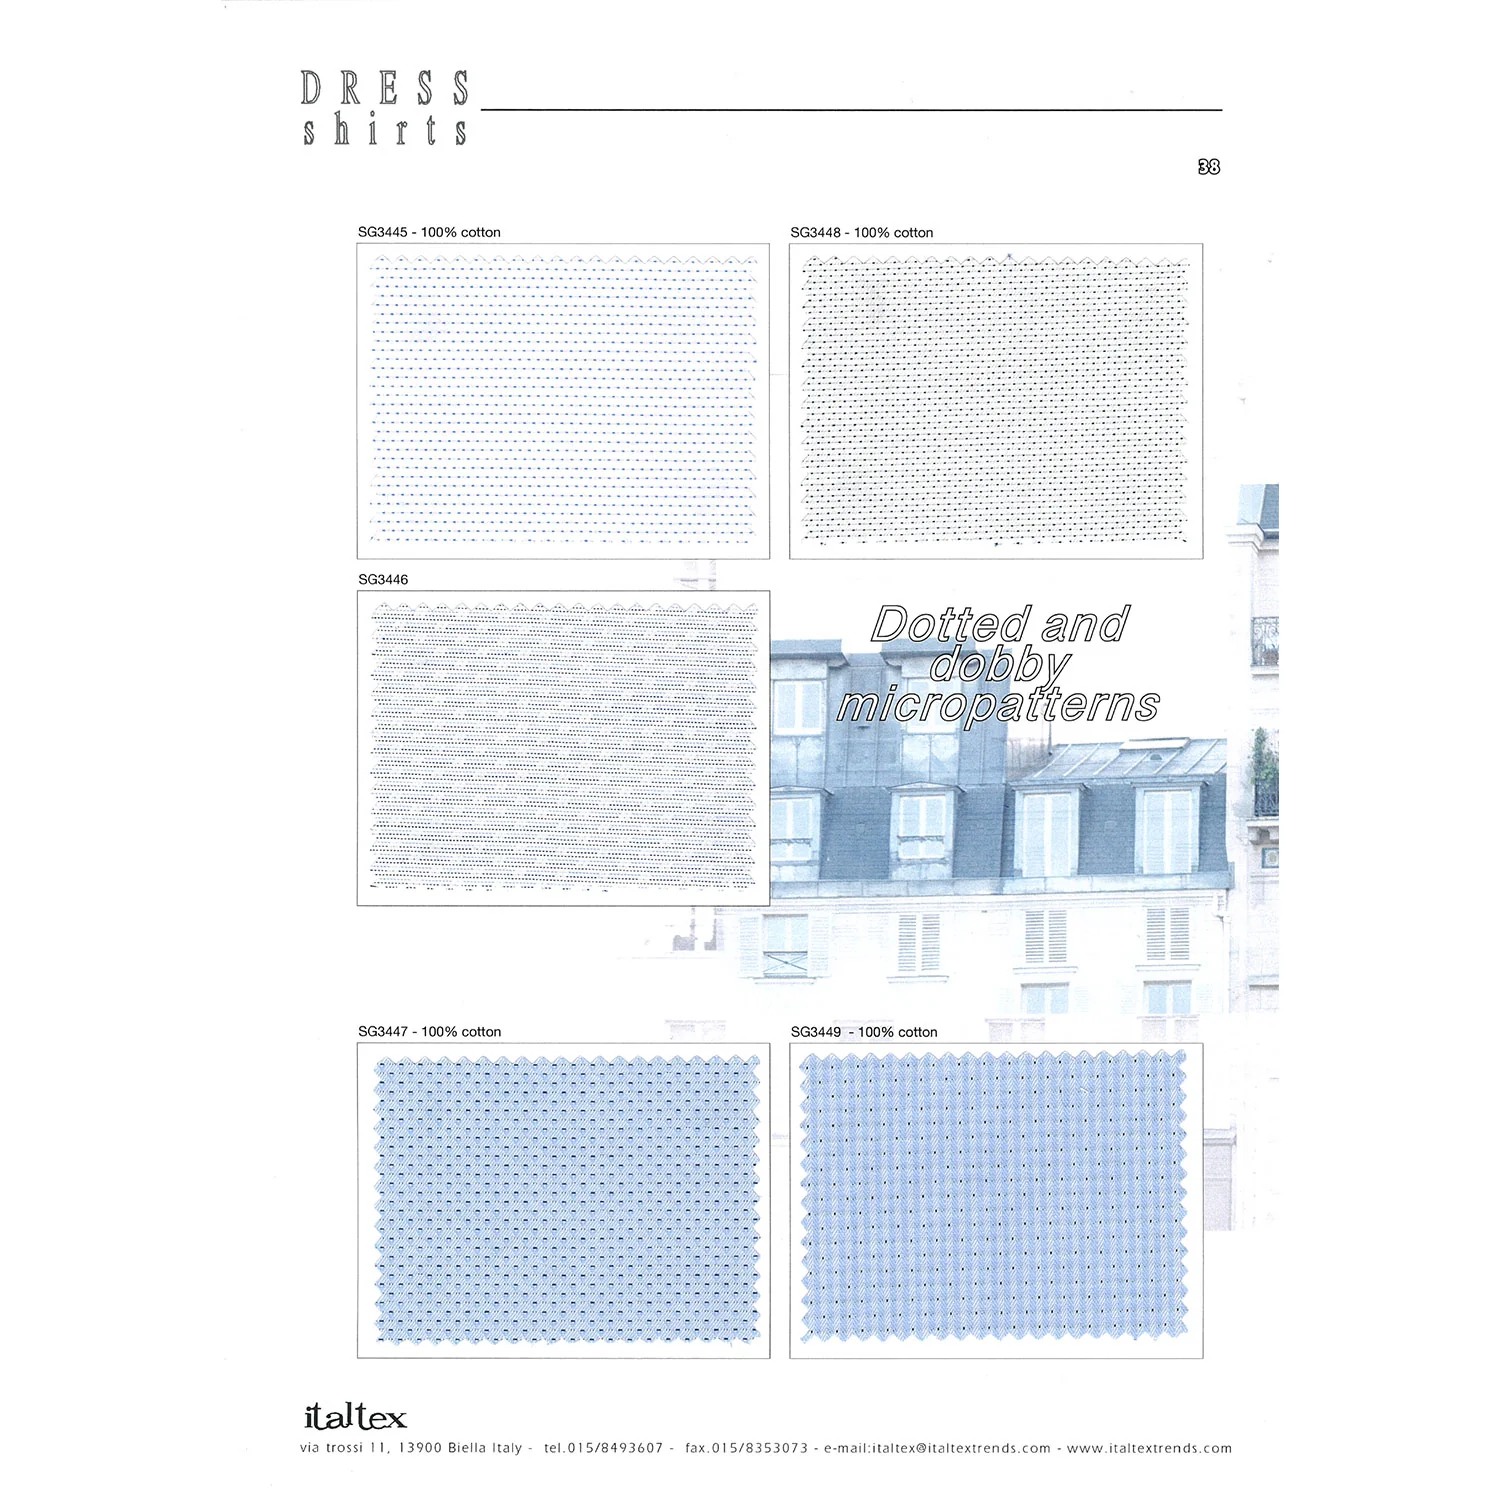 DRESS
shirts
38
SG3445 - 100% cotton
SG3448 - 100% cotton
SG3446
Dotted and
dobby
micropatterns
SG3447 - 100% cotton
SG3449 - 100% cotton
italtex
via trossi 11, 13900 Biella Italy - tel.015/8493607 - fax.015/8353073 - e-mail:italtex@italtextrends.com - www.italtextrends.com